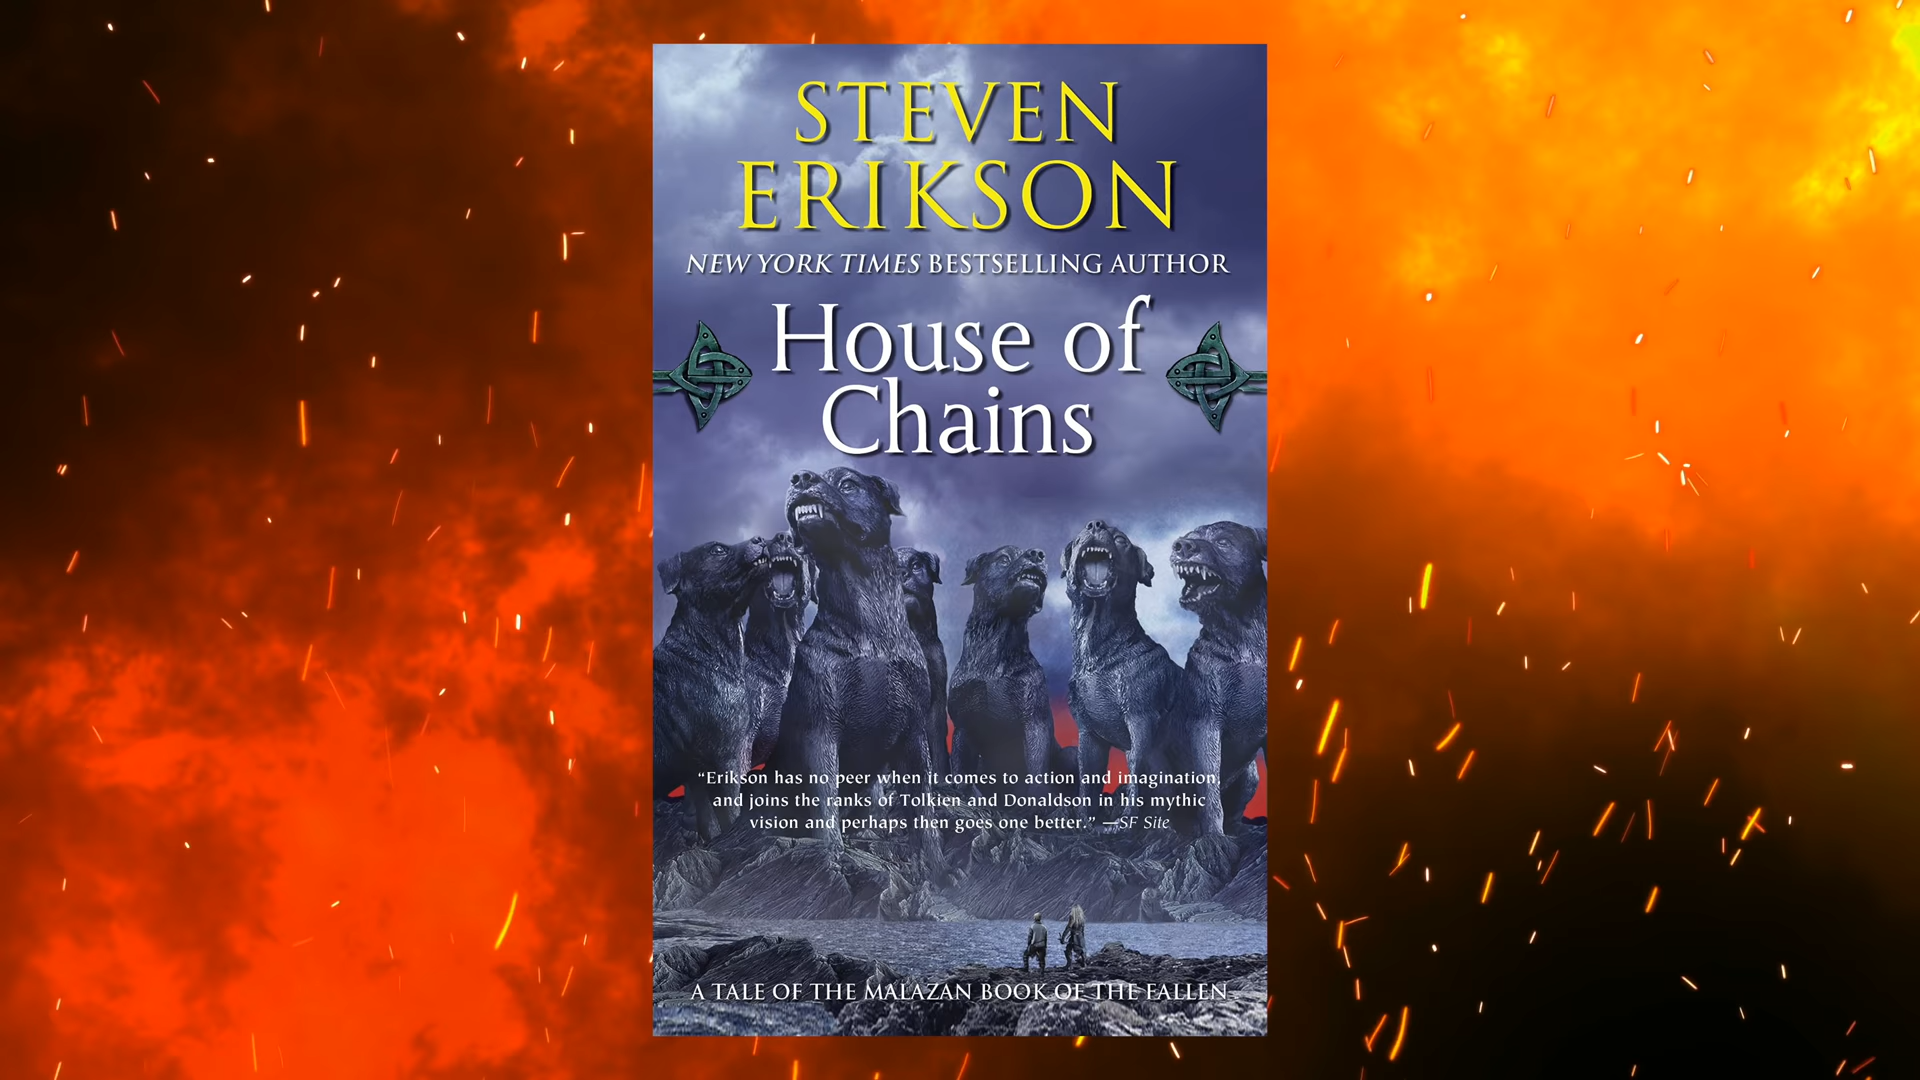 STEVEN
ERIKSON
NEW YORK TIMES BESTSELLING AUTHOR
House of
Chains
“Erikson has no peer when it comes to action and imagination,
and joins the ranks of Tolkien and Donaldson in his mythic
vision and perhaps then goes one better.” —SF Site
A TALE OF THE MALAZAN BOOK OF THE FALLEN